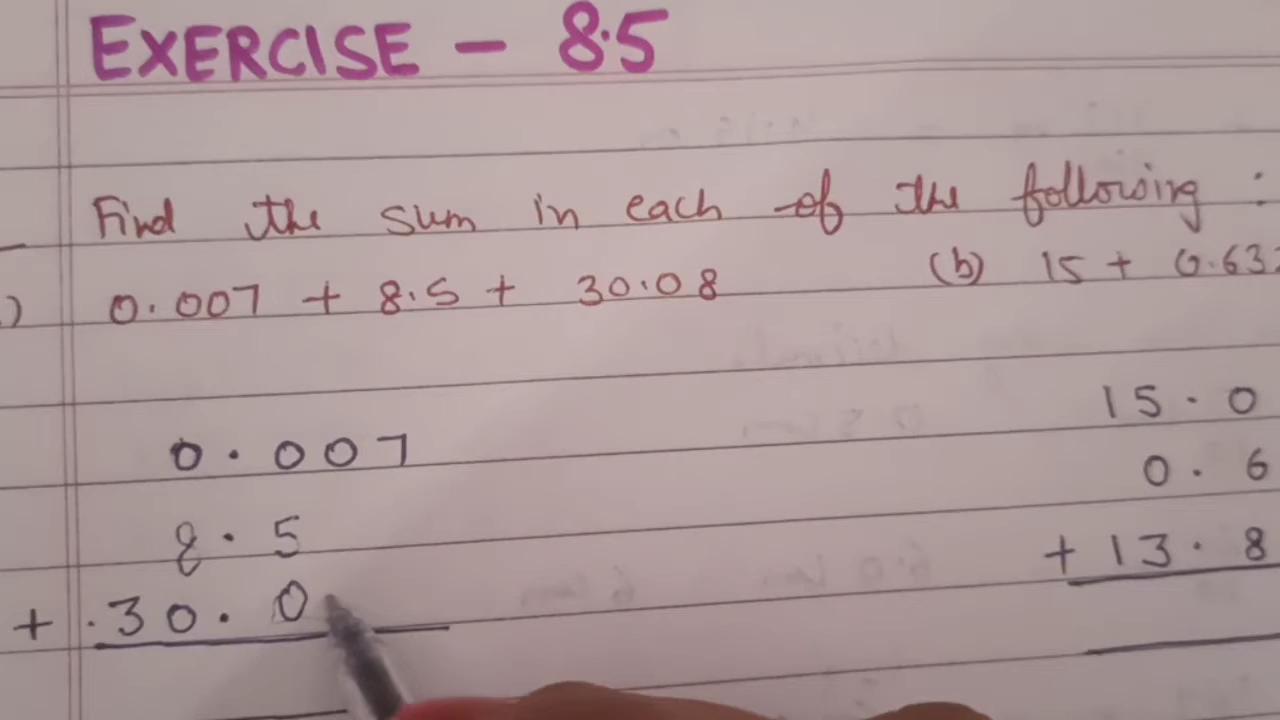 EXERCISE - 8.5
Find the sum in each of the following :
) 0.007 + 8.5 + 30.08 (b) 15 + 0.632
0.007 15.0
8.5 0.6
+ .30.0 + 13.8